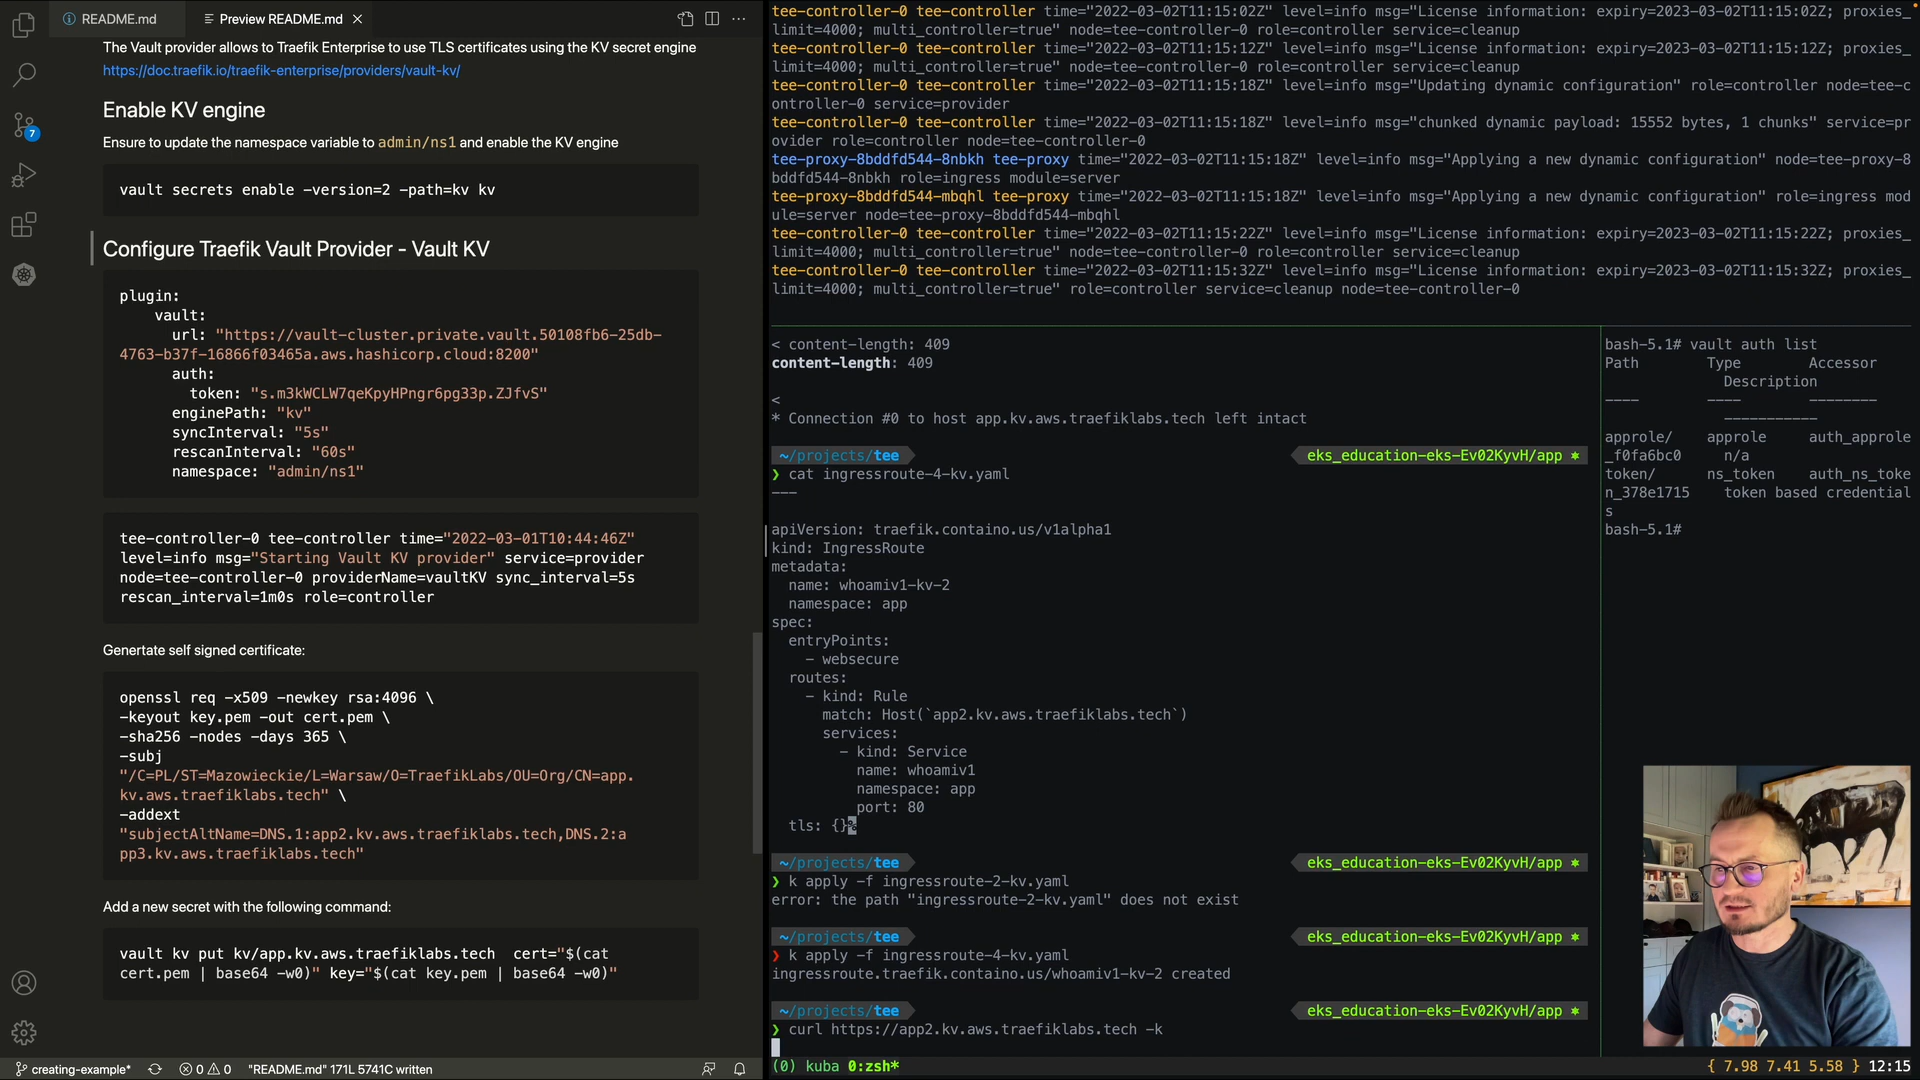 README.md
Preview README.md
The Vault provider allows to Traefik Enterprise to use TLS certificates using the KV secret engine
https://doc.traefik.io/traefik-enterprise/providers/vault-kv/
Enable KV engine
Ensure to update the namespace variable to admin/ns1 and enable the KV engine
vault secrets enable -version=2 -path=kv kv
Configure Traefik Vault Provider - Vault KV
plugin:
vault:
url: "https://vault-cluster.private.vault.50108fb6-25db-
4763-b37f-16866f03465a.aws.hashicorp.cloud:8200"
auth:
token: "s.m3kWCLW7qeKpyHPngr6pg33p.ZJfvS"
enginePath: "kv"
syncInterval: "5s"
rescanInterval: "60s"
namespace: "admin/ns1"
tee-controller-0 tee-controller time="2022-03-01T10:44:46Z"
level=info msg="Starting Vault KV provider" service=provider
node=tee-controller-0 providerName=vaultKV sync_interval=5s
rescan_interval=1m0s role=controller
Genertate self signed certificate:
openssl req -x509 -newkey rsa:4096 \
-keyout key.pem -out cert.pem \
-sha256 -nodes -days 365 \
-subj
"/C=PL/ST=Mazowieckie/L=Warsaw/O=TraefikLabs/OU=Org/CN=app.
kv.aws.traefiklabs.tech" \
-addext
"subjectAltName=DNS.1:app2.kv.aws.traefiklabs.tech,DNS.2:a
pp3.kv.aws.traefiklabs.tech"
Add a new secret with the following command:
vault kv put kv/app.kv.aws.traefiklabs.tech  cert="$(cat
cert.pem | base64 -w0)" key="$(cat key.pem | base64 -w0)"
7
creating-example*
0 0
"README.md" 171L 5741C written
tee-controller-0 tee-controller time="2022-03-02T11:15:02Z" level=info msg="License information: expiry=2023-03-02T11:15:02Z; proxies_
limit=4000; multi_controller=true" node=tee-controller-0 role=controller service=cleanup
tee-controller-0 tee-controller time="2022-03-02T11:15:12Z" level=info msg="License information: expiry=2023-03-02T11:15:12Z; proxies_
limit=4000; multi_controller=true" node=tee-controller-0 role=controller service=cleanup
tee-controller-0 tee-controller time="2022-03-02T11:15:18Z" level=info msg="Updating dynamic configuration" role=controller node=tee-c
ontroller-0 service=provider
tee-controller-0 tee-controller time="2022-03-02T11:15:18Z" level=info msg="chunked dynamic payload: 15552 bytes, 1 chunks" service=pr
ovider role=controller node=tee-controller-0
tee-proxy-8bddfd544-8nbkh tee-proxy time="2022-03-02T11:15:18Z" level=info msg="Applying a new dynamic configuration" node=tee-proxy-8
bddfd544-8nbkh role=ingress module=server
tee-proxy-8bddfd544-mbqhl tee-proxy time="2022-03-02T11:15:18Z" level=info msg="Applying a new dynamic configuration" role=ingress mod
ule=server node=tee-proxy-8bddfd544-mbqhl
tee-controller-0 tee-controller time="2022-03-02T11:15:22Z" level=info msg="License information: expiry=2023-03-02T11:15:22Z; proxies_
limit=4000; multi_controller=true" node=tee-controller-0 role=controller service=cleanup
tee-controller-0 tee-controller time="2022-03-02T11:15:32Z" level=info msg="License information: expiry=2023-03-02T11:15:32Z; proxies_
limit=4000; multi_controller=true" role=controller service=cleanup node=tee-controller-0
< content-length: 409
content-length: 409
<
* Connection #0 to host app.kv.aws.traefiklabs.tech left intact
~/projects/tee eks_education-eks-Ev02KyvH/app *
❯ cat ingressroute-4-kv.yaml
---
apiVersion: traefik.containo.us/v1alpha1
kind: IngressRoute
metadata:
name: whoamiv1-kv-2
namespace: app
spec:
entryPoints:
- websecure
routes:
- kind: Rule
match: Host(`app2.kv.aws.traefiklabs.tech`)
services:
- kind: Service
name: whoamiv1
namespace: app
port: 80
tls: {}%
~/projects/tee eks_education-eks-Ev02KyvH/app *
❯ k apply -f ingressroute-2-kv.yaml
error: the path "ingressroute-2-kv.yaml" does not exist
~/projects/tee eks_education-eks-Ev02KyvH/app *
❯ k apply -f ingressroute-4-kv.yaml
ingressroute.traefik.containo.us/whoamiv1-kv-2 created
~/projects/tee eks_education-eks-Ev02KyvH/app *
❯ curl https://app2.kv.aws.traefiklabs.tech -k
(0) kuba 0:zsh*
{ 7.98 7.41 5.58 } 12:15
bash-5.1# vault auth list
Path Type Accessor
Description
---- ---- --------
-----------
approle/ approle auth_approle
_f0fa6bc0 n/a
token/ ns_token auth_ns_toke
n_378e1715 token based credential
s
bash-5.1#